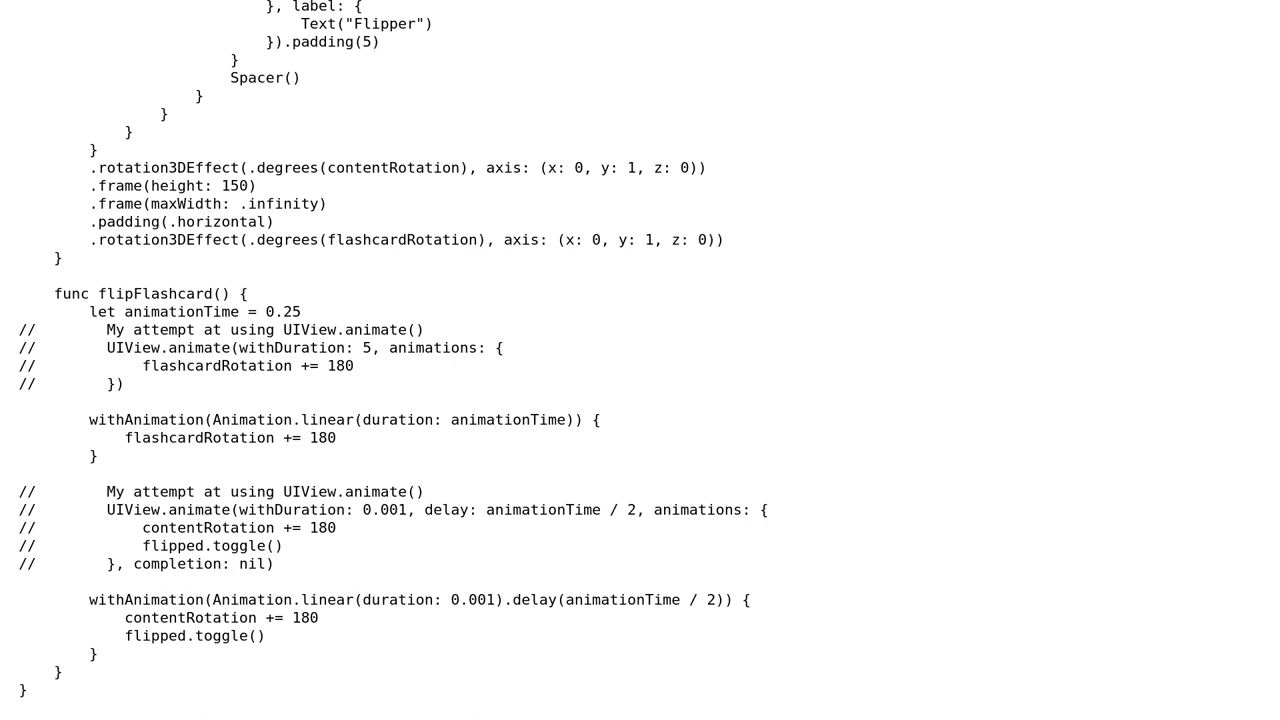 }, label: {
                                Text("Flipper")
                            }).padding(5)
                        }
                        Spacer()
                    }
                }
            }
        }
        .rotation3DEffect(.degrees(contentRotation), axis: (x: 0, y: 1, z: 0))
        .frame(height: 150)
        .frame(maxWidth: .infinity)
        .padding(.horizontal)
        .rotation3DEffect(.degrees(flashcardRotation), axis: (x: 0, y: 1, z: 0))
    }

    func flipFlashcard() {
        let animationTime = 0.25
//        My attempt at using UIView.animate()
//        UIView.animate(withDuration: 5, animations: {
//            flashcardRotation += 180
//        })

        withAnimation(Animation.linear(duration: animationTime)) {
            flashcardRotation += 180
        }

//        My attempt at using UIView.animate()
//        UIView.animate(withDuration: 0.001, delay: animationTime / 2, animations: {
//            contentRotation += 180
//            flipped.toggle()
//        }, completion: nil)

        withAnimation(Animation.linear(duration: 0.001).delay(animationTime / 2)) {
            contentRotation += 180
            flipped.toggle()
        }
    }
}